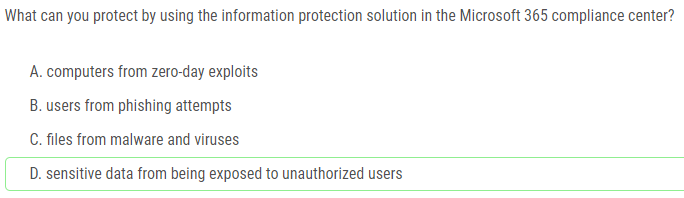 What can you protect by using the information protection solution in the Microsoft 365 compliance center?
A. computers from zero-day exploits
B. users from phishing attempts
C. files from malware and viruses
D. sensitive data from being exposed to unauthorized users